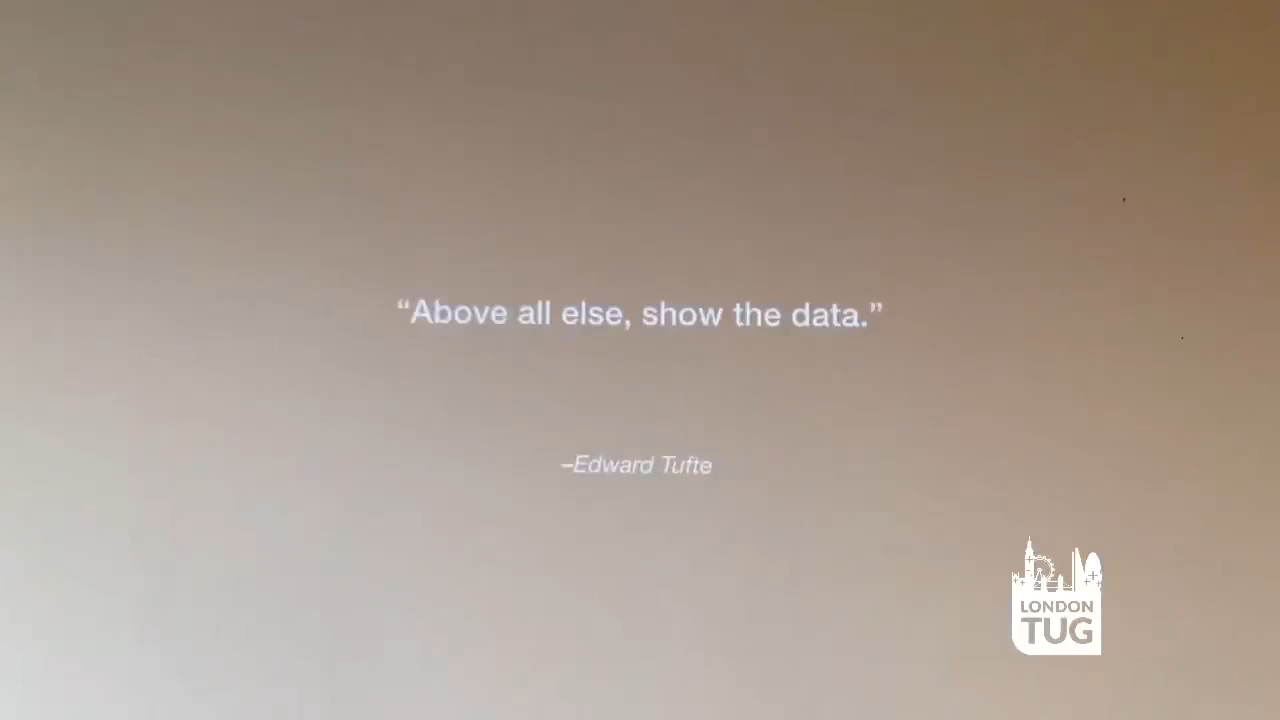 “Above all else, show the data.”
–Edward Tufte
LONDON
TUG